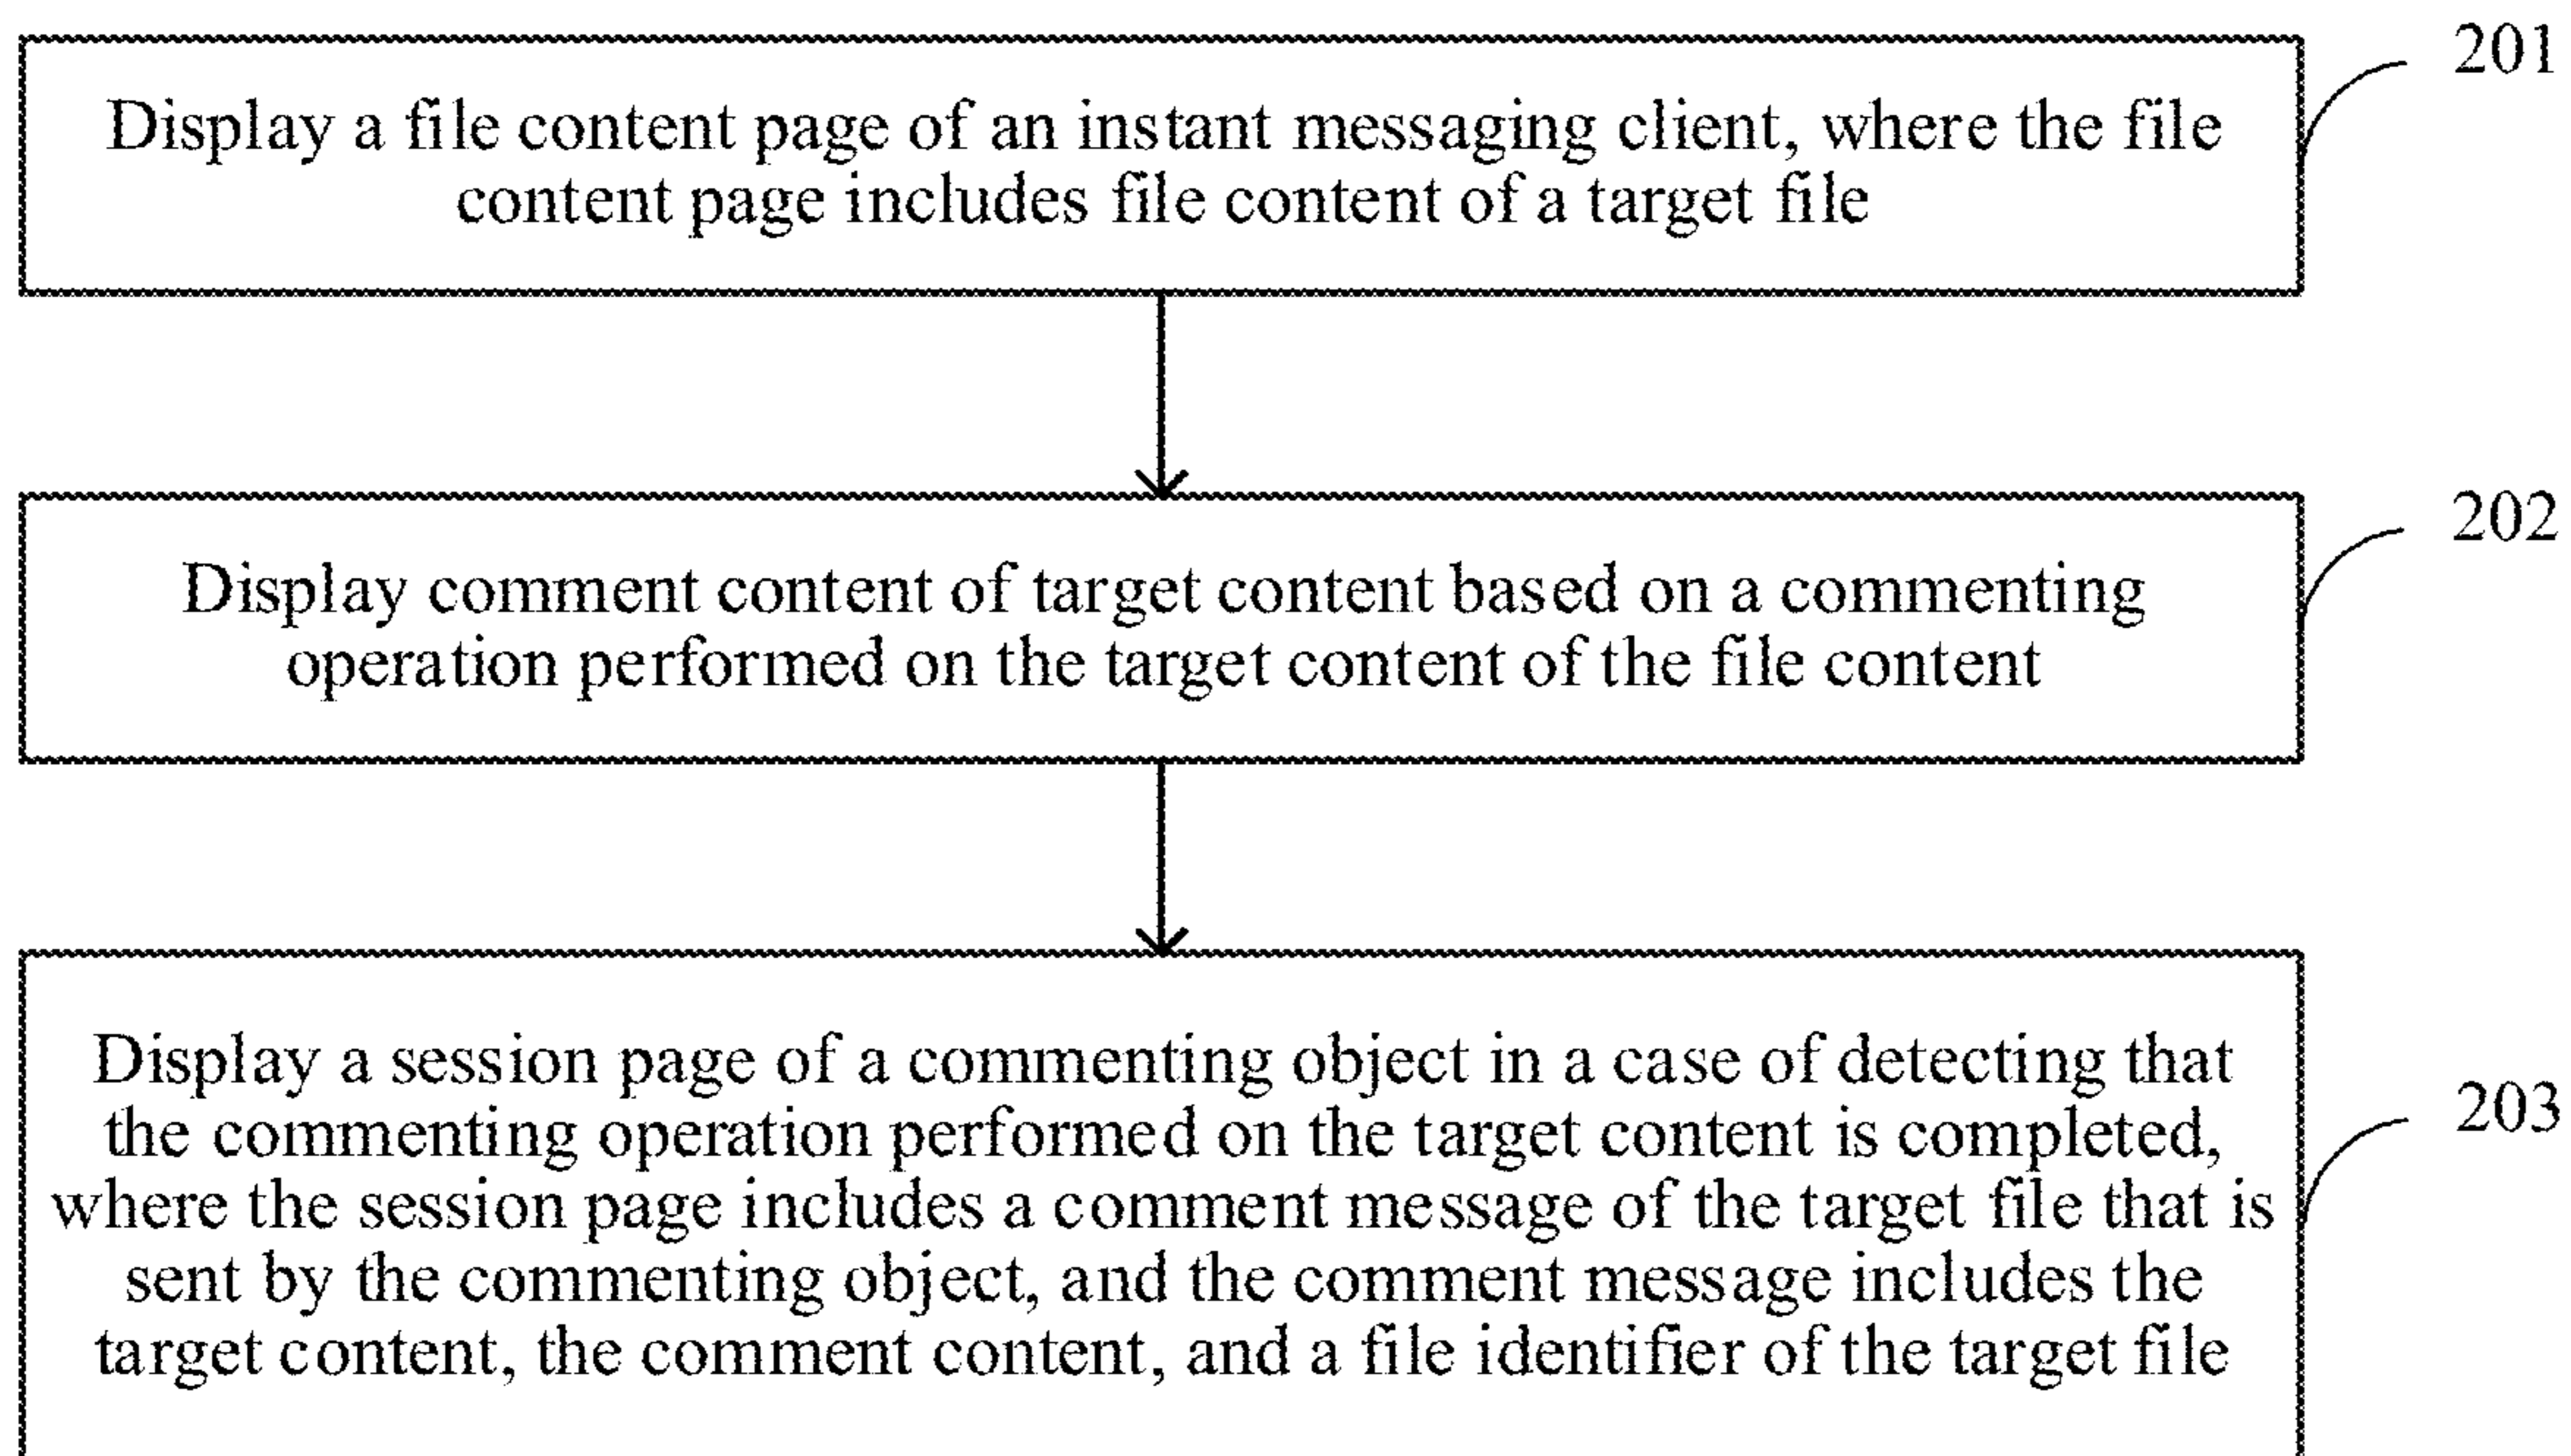 201
Display a file content page of an instant messaging client, where the file
content page includes file content of a target file
202
Display comment content of target content based on a commenting
operation performed on the target content of the file content
Display a session page of a commenting object in a case of detecting that
the commenting operation performed on the target content is completed,
203
where the session page includes a comment message of the target file that is
sent by the commenting object, and the comment message includes the
target content, the comment content, and a file identifier of the target file